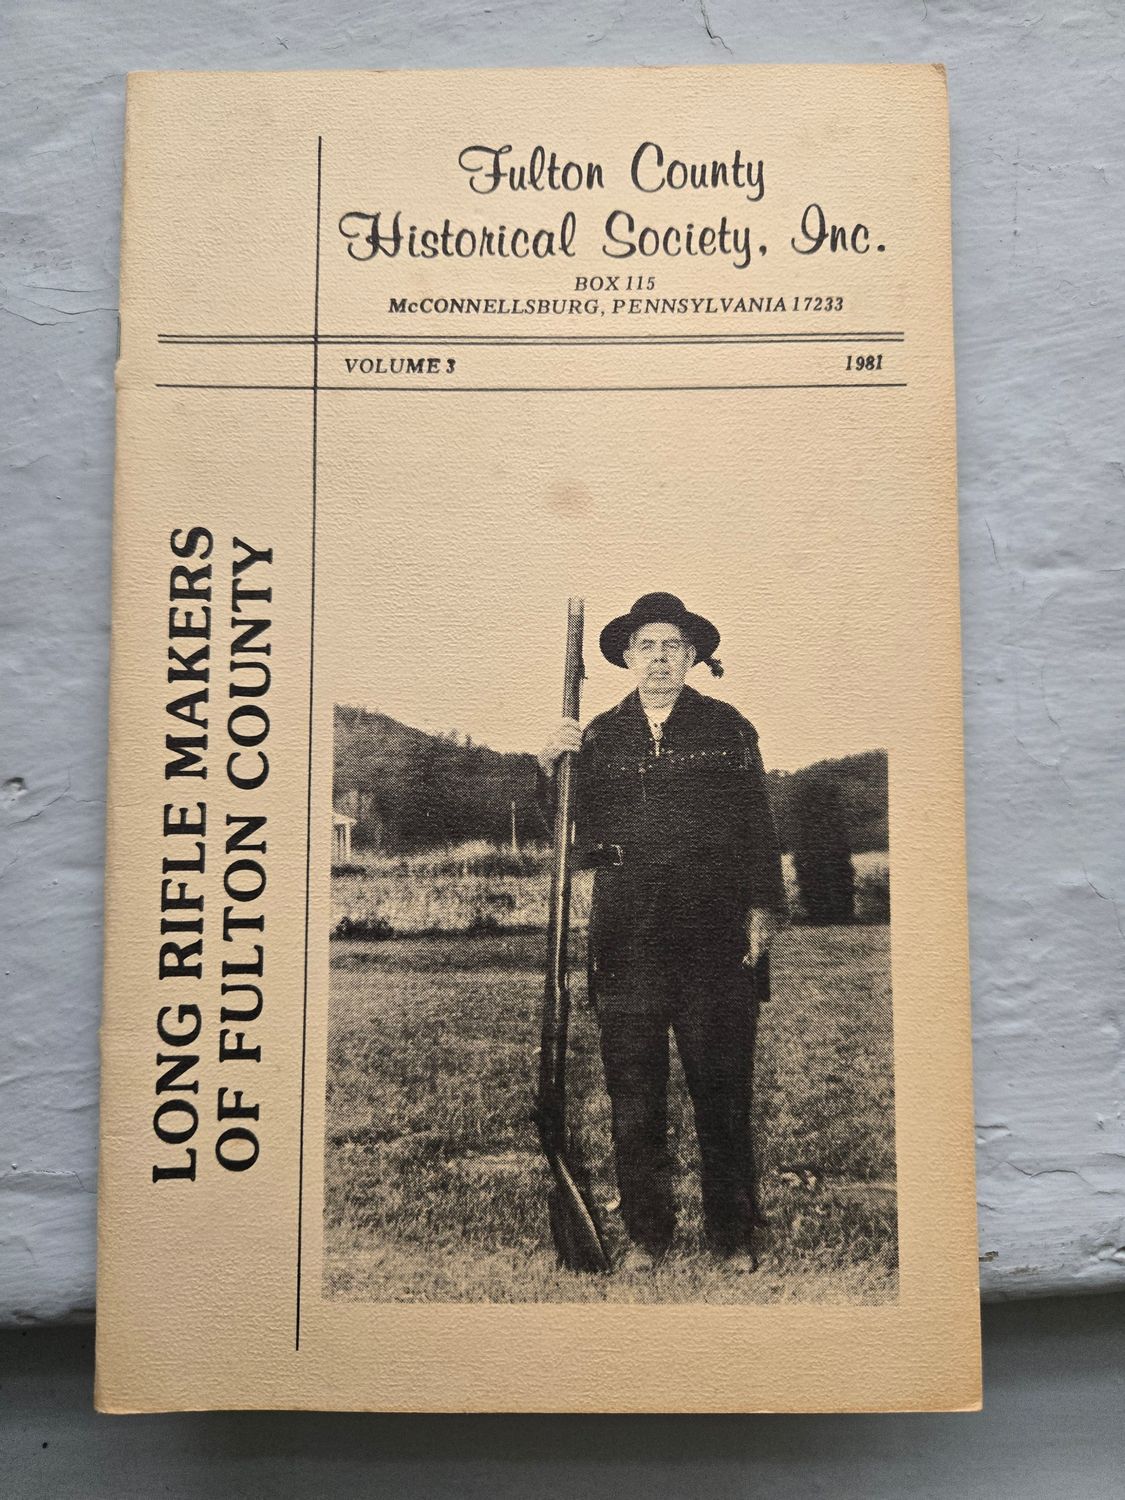 Fulton County
Historical Society, Inc.
BOX 115
McCONNELLSBURG, PENNSYLVANIA 17233
VOLUME 3 1981
LONG RIFLE MAKERS
OF FULTON COUNTY